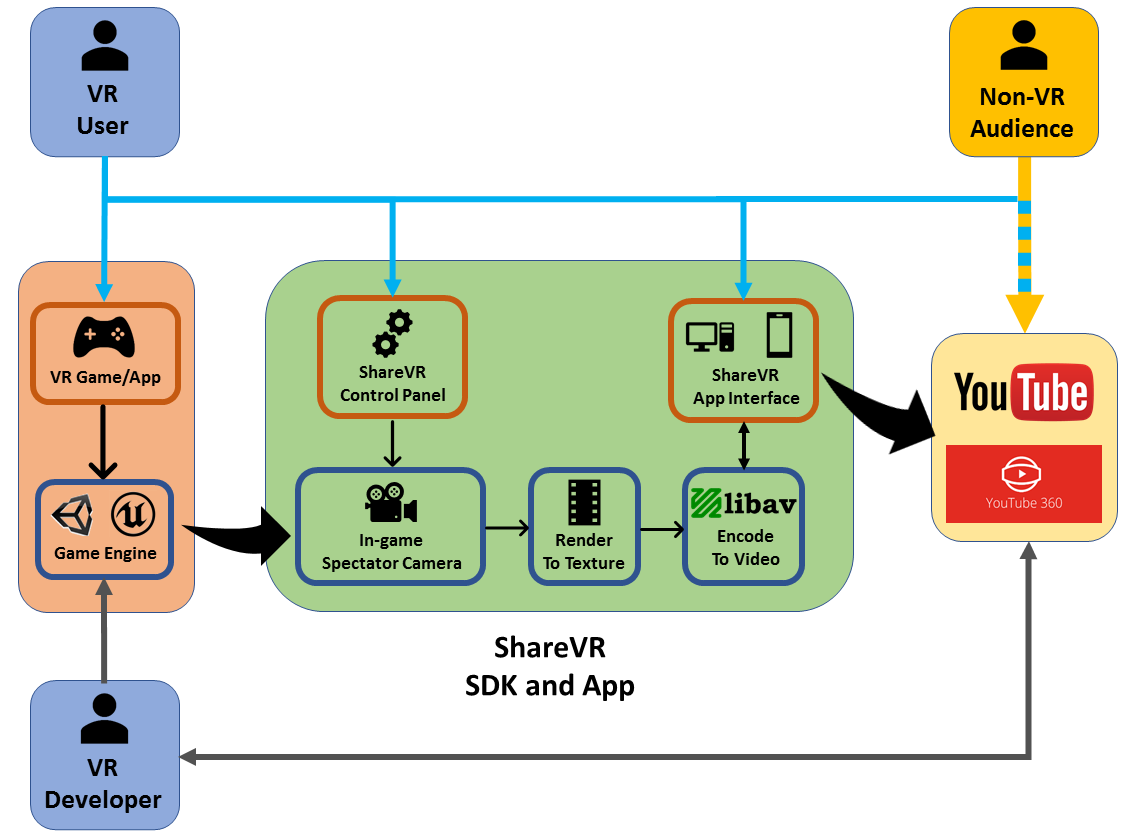 VR
User
Non-VR
Audience
VR Game/App
ShareVR
Control Panel
ShareVR
App Interface
YouTube
YouTube 360
Game Engine
In-game
Spectator Camera
Render
To Texture
libav
Encode
To Video
ShareVR
SDK and App
VR
Developer